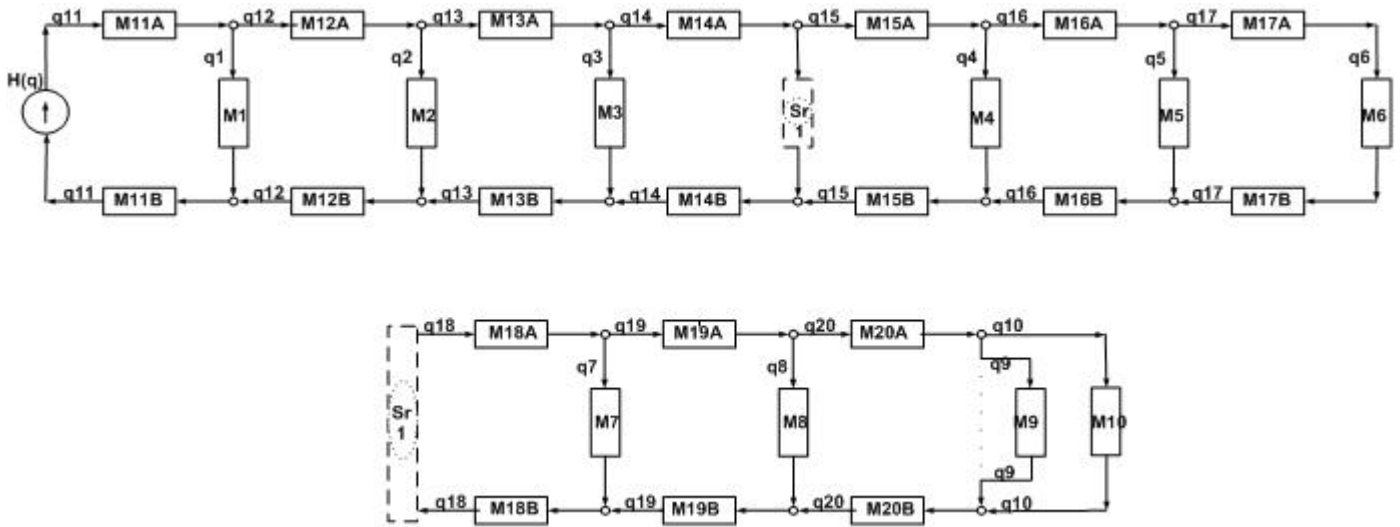 q11 M11A q12 M12A q13 M13A q14 M14A q15 M15A q16 M16A q17 M17A
q1 q2 q3 q4 q5 q6
H(q)
M1 M2 M3 Sr M4 M5 M6
1
q11 M11B q12 M12B q13 M13B q14 M14B q15 M15B q16 M16B q17 M17B
q18 M18A q19 M19A q20 M20A q10
q7 q8 q9
Sr
1
M7 M8 M9 M10
q9
q18 M18B q19 M19B q20 M20B q10